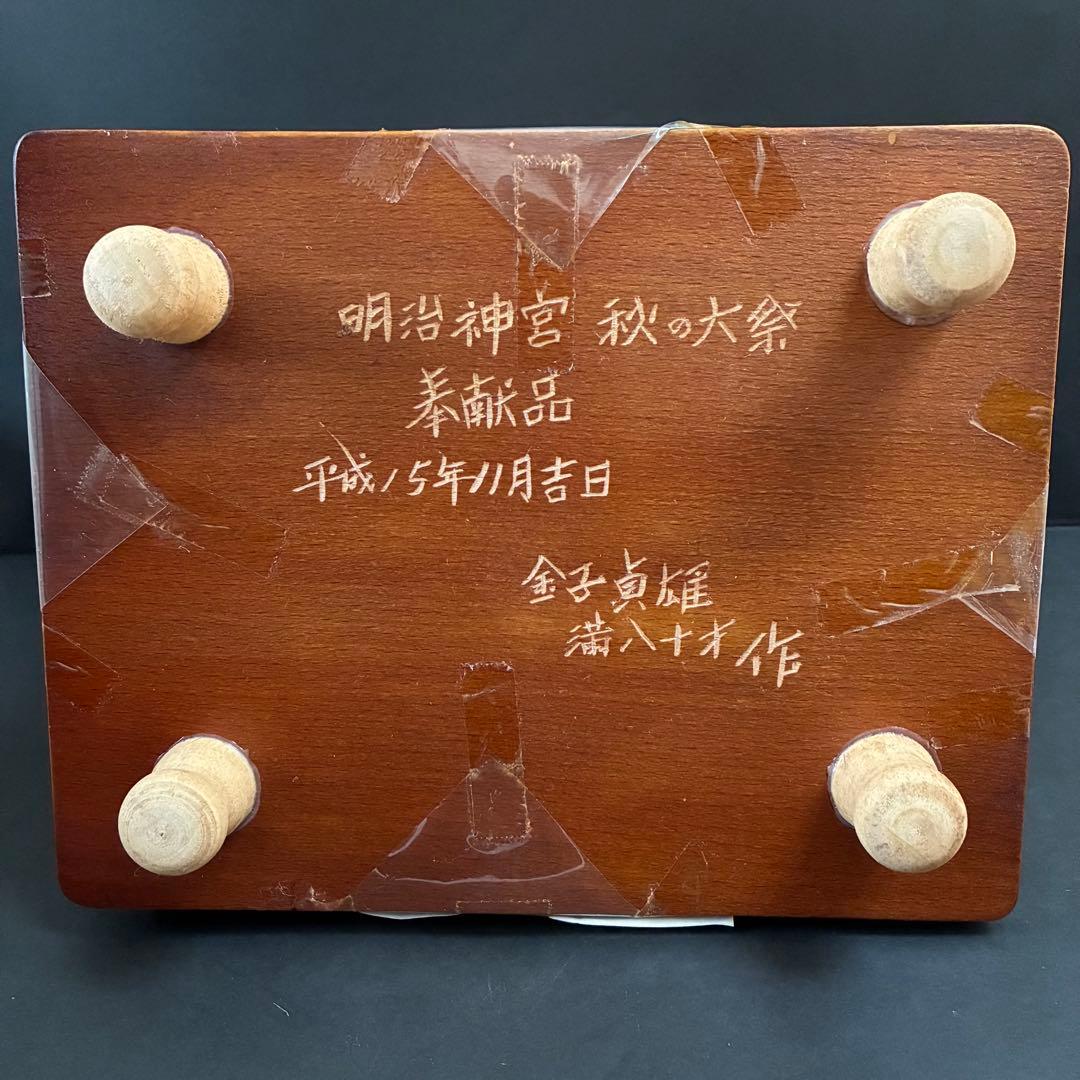 明治神宮 秋の大祭
奉献品
平成15年11月吉日
金子貞雄
満八十才作